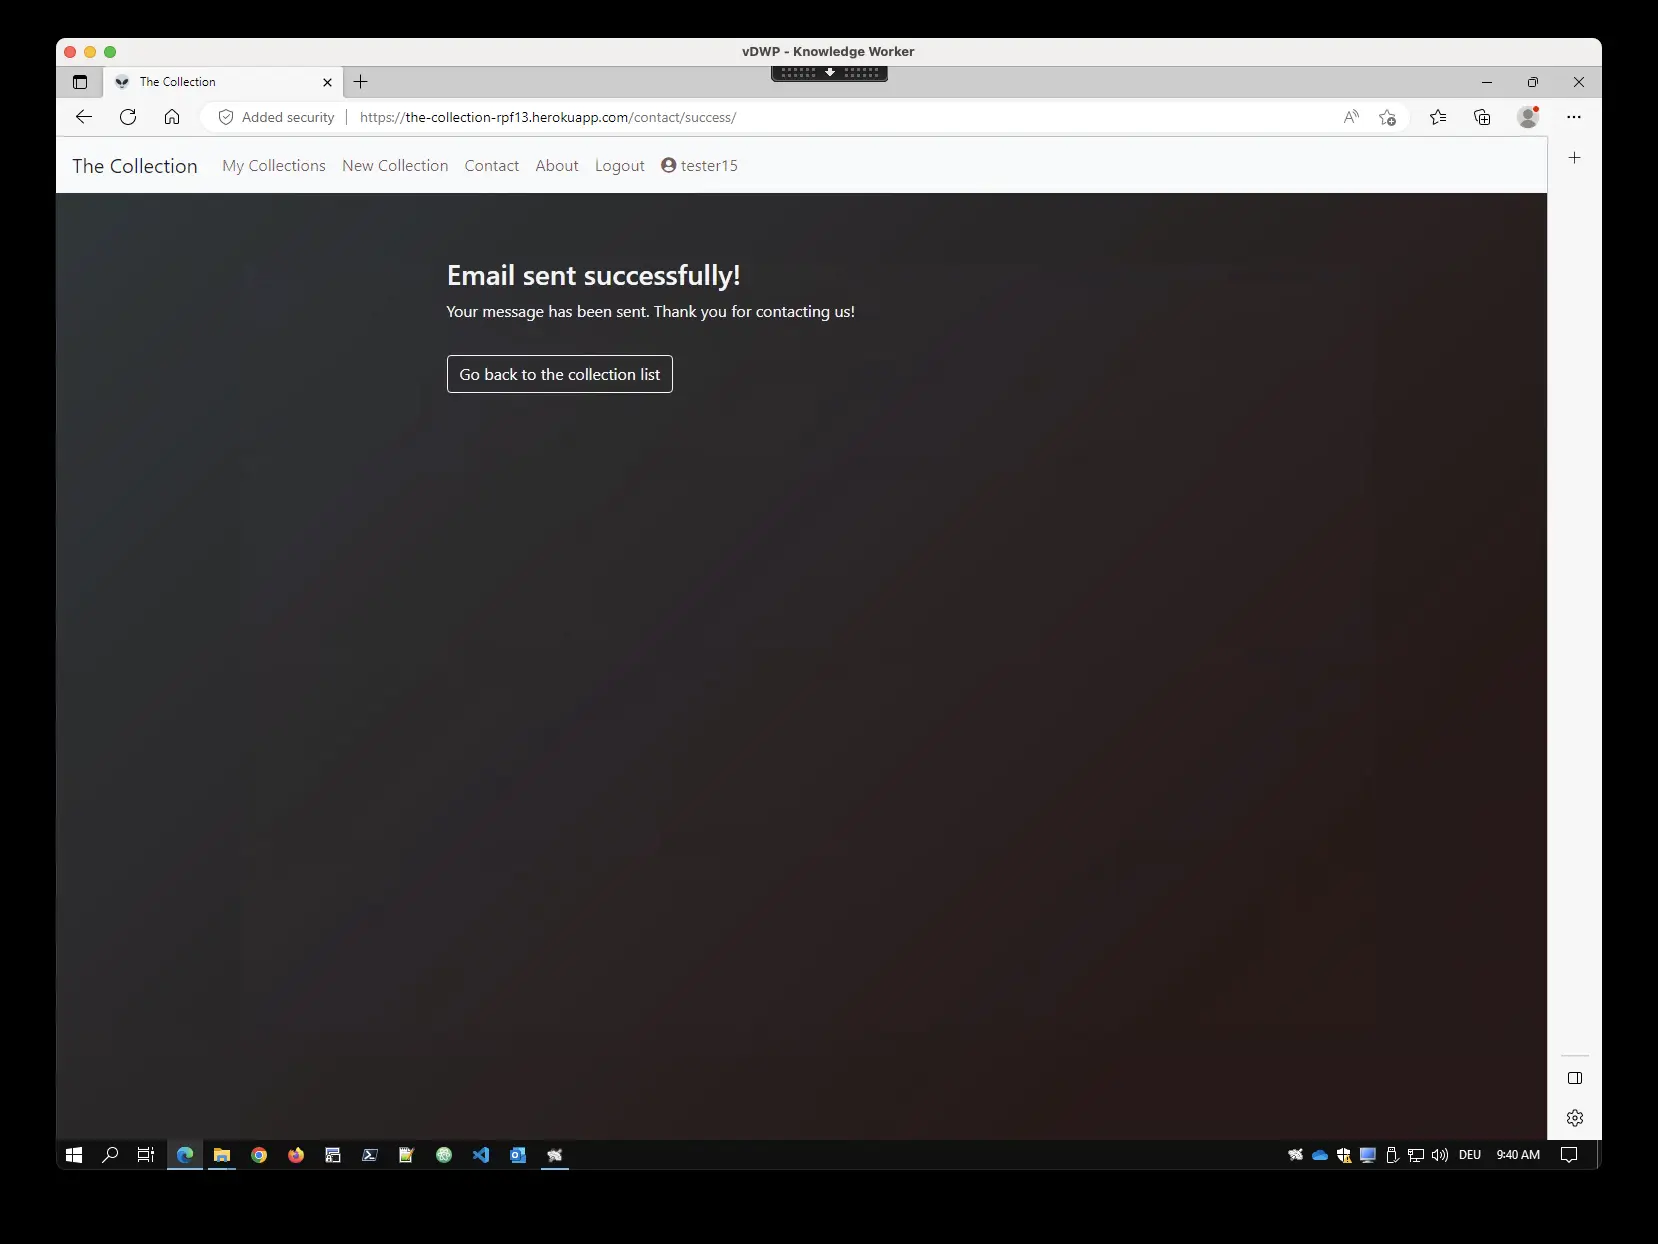 vDWP - Knowledge Worker
The Collection
Added security
https://the-collection-rpf13.herokuapp.com/contact/success/
The Collection My Collections New Collection Contact About Logout tester15
Email sent successfully!
Your message has been sent. Thank you for contacting us!
Go back to the collection list
DEU 9:40 AM